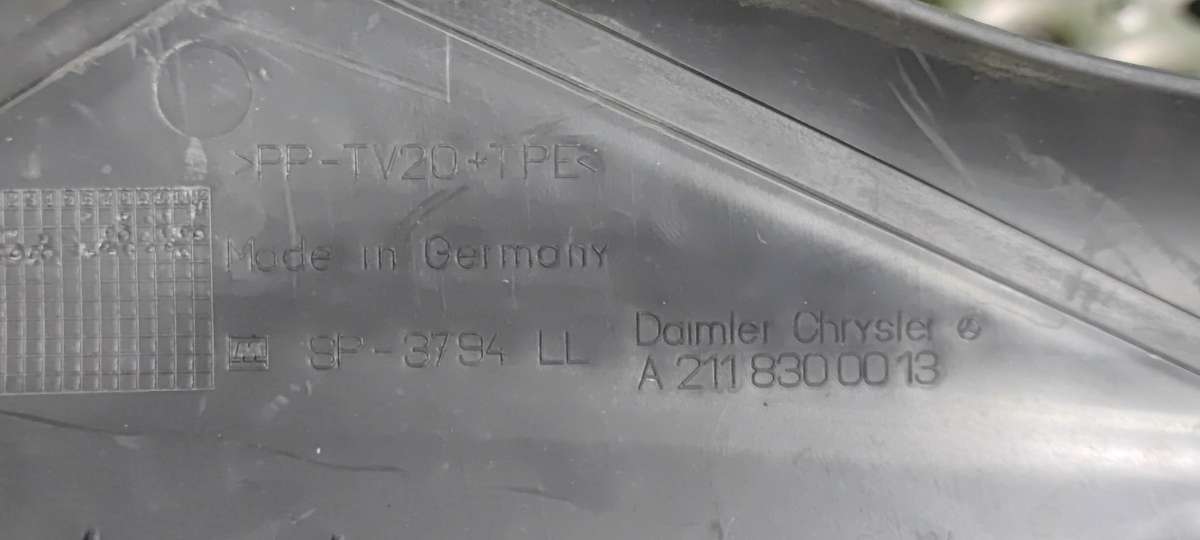 >PP-TV20+TPE<
Made in Germany
SP-3794 LL
Daimler Chrysler
A 211 830 00 13